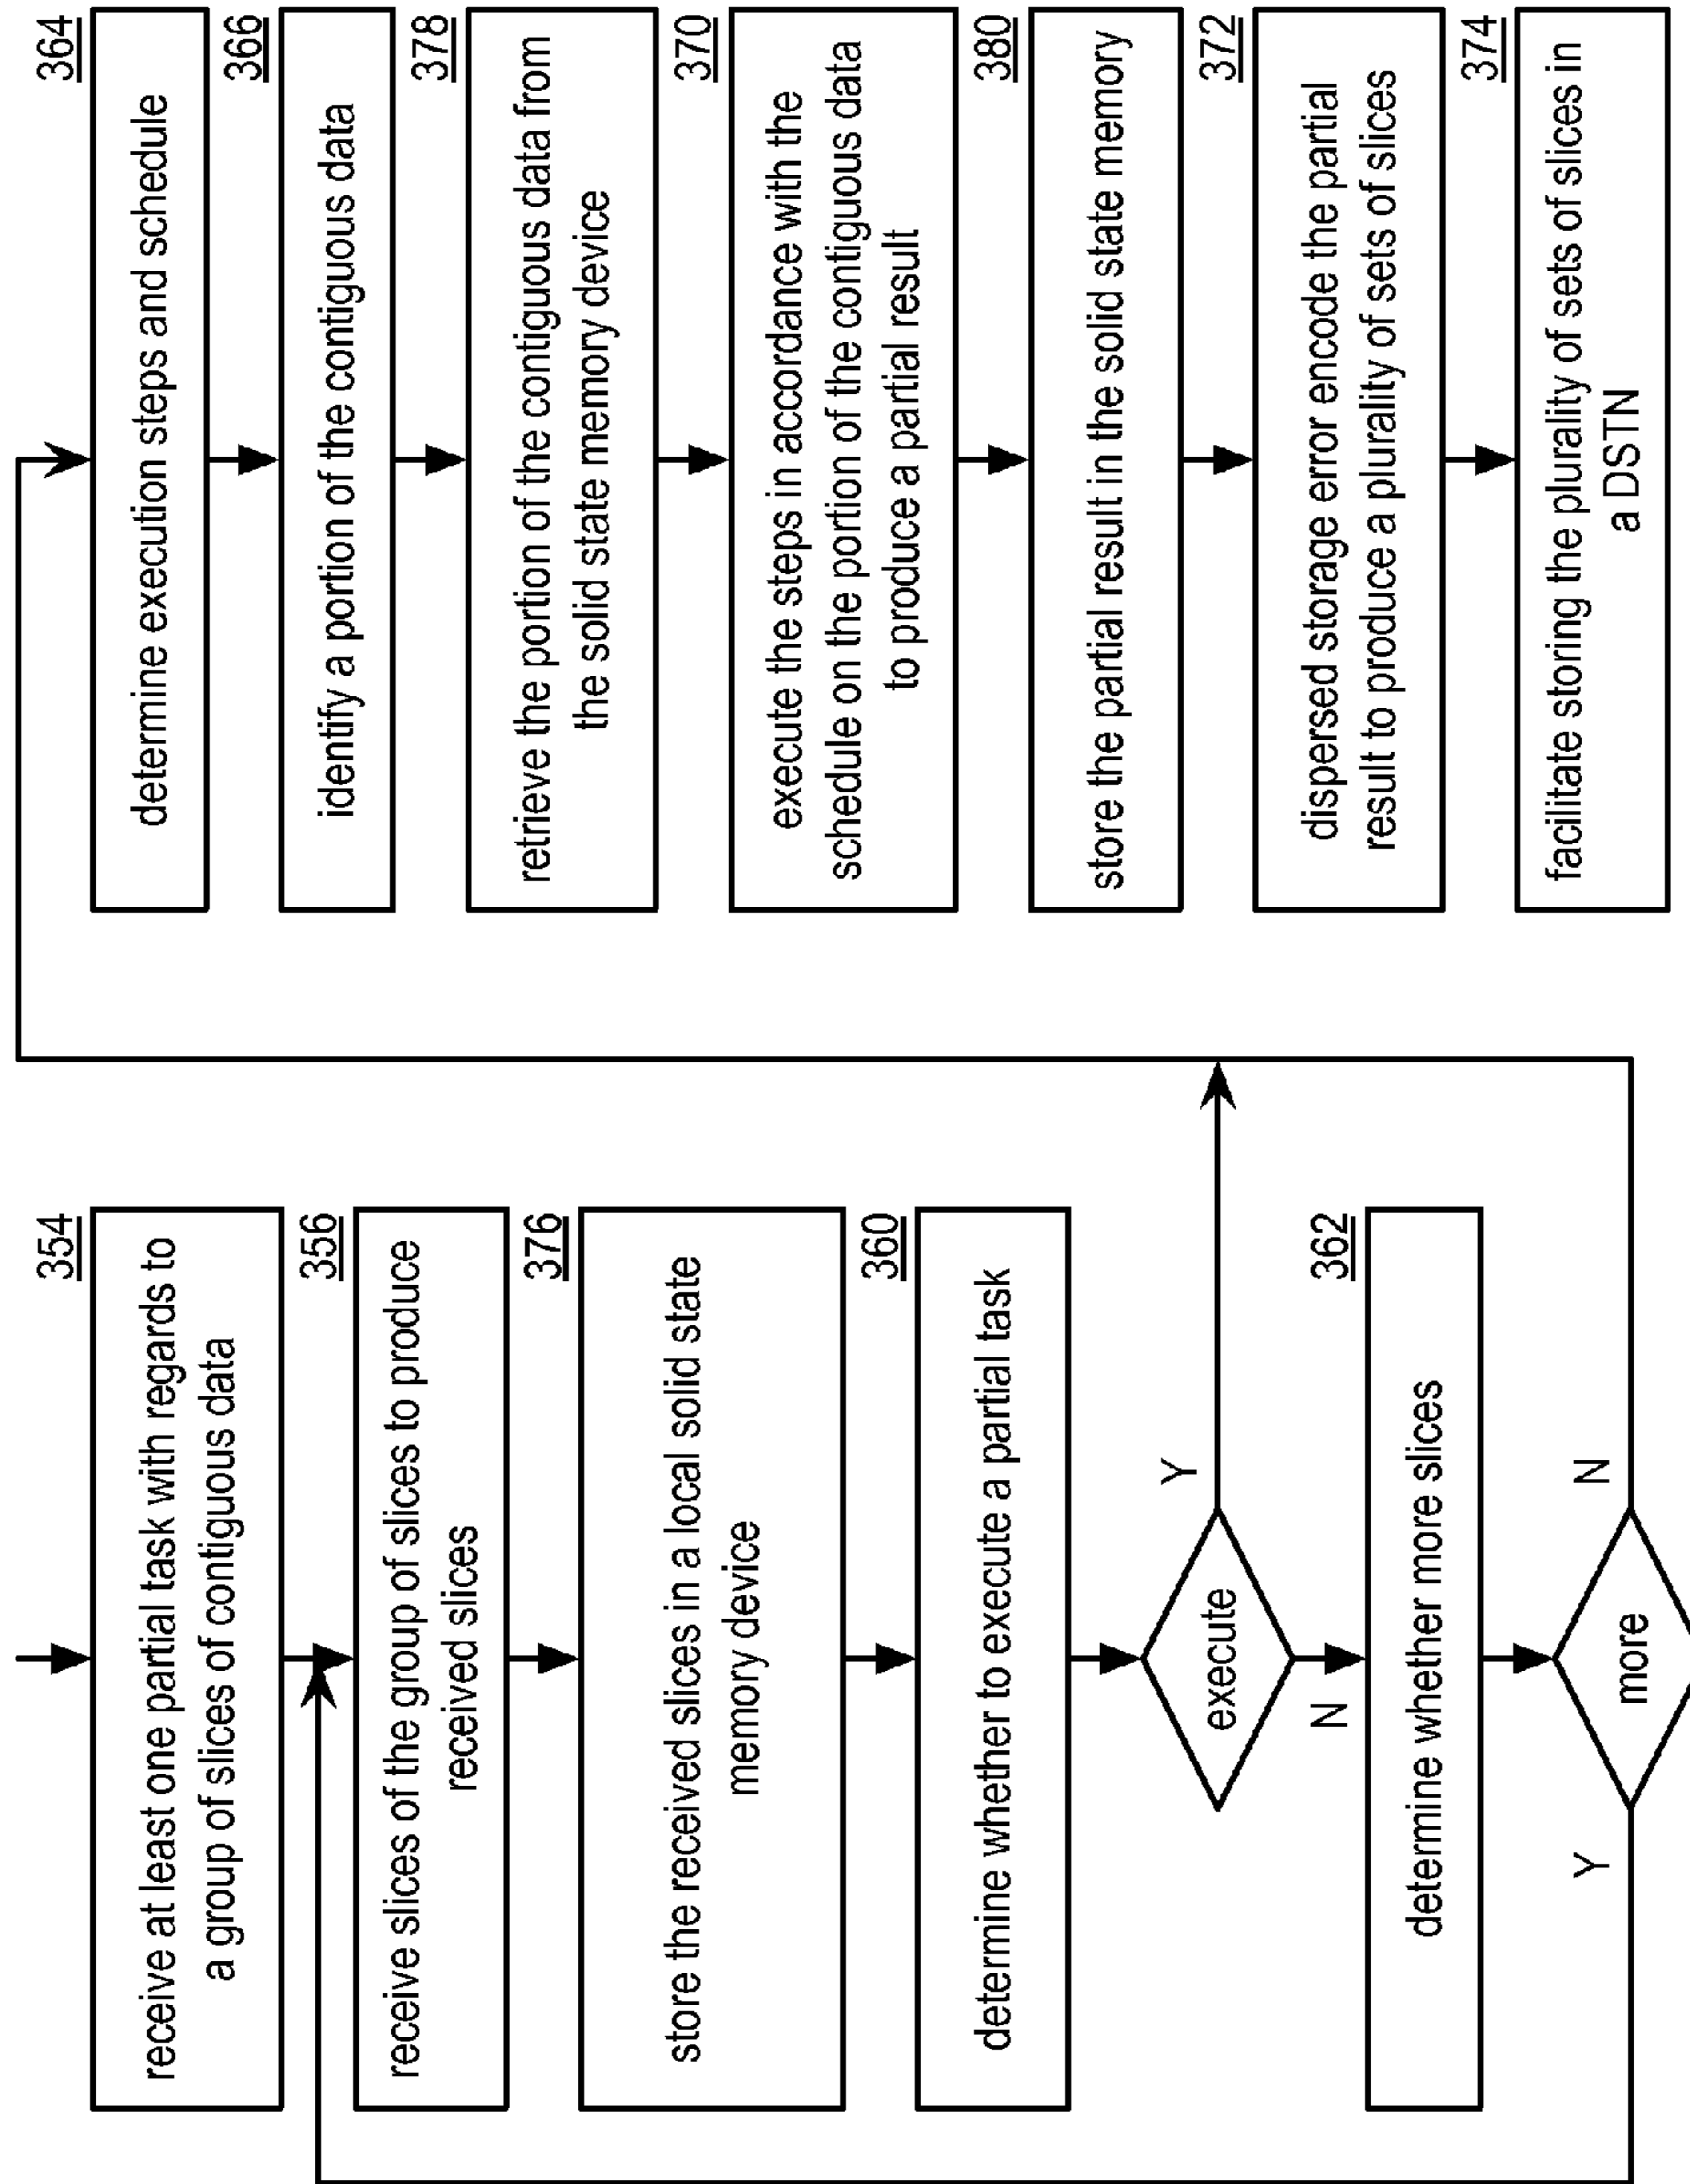 354
receive at least one partial task with regards to
a group of slices of contiguous data
356
receive slices of the group of slices to produce
received slices
376
store the received slices in a local solid state
memory device
360
determine whether to execute a partial task
execute
Y
N
362
determine whether more slices
more
Y
N
364
determine execution steps and schedule
366
identify a portion of the contiguous data
378
retrieve the portion of the contiguous data from
the solid state memory device
370
execute the steps in accordance with the
schedule on the portion of the contiguous data
to produce a partial result
380
store the partial result in the solid state memory
372
dispersed storage error encode the partial
result to produce a plurality of sets of slices
374
facilitate storing the plurality of sets of slices in
a DSTN